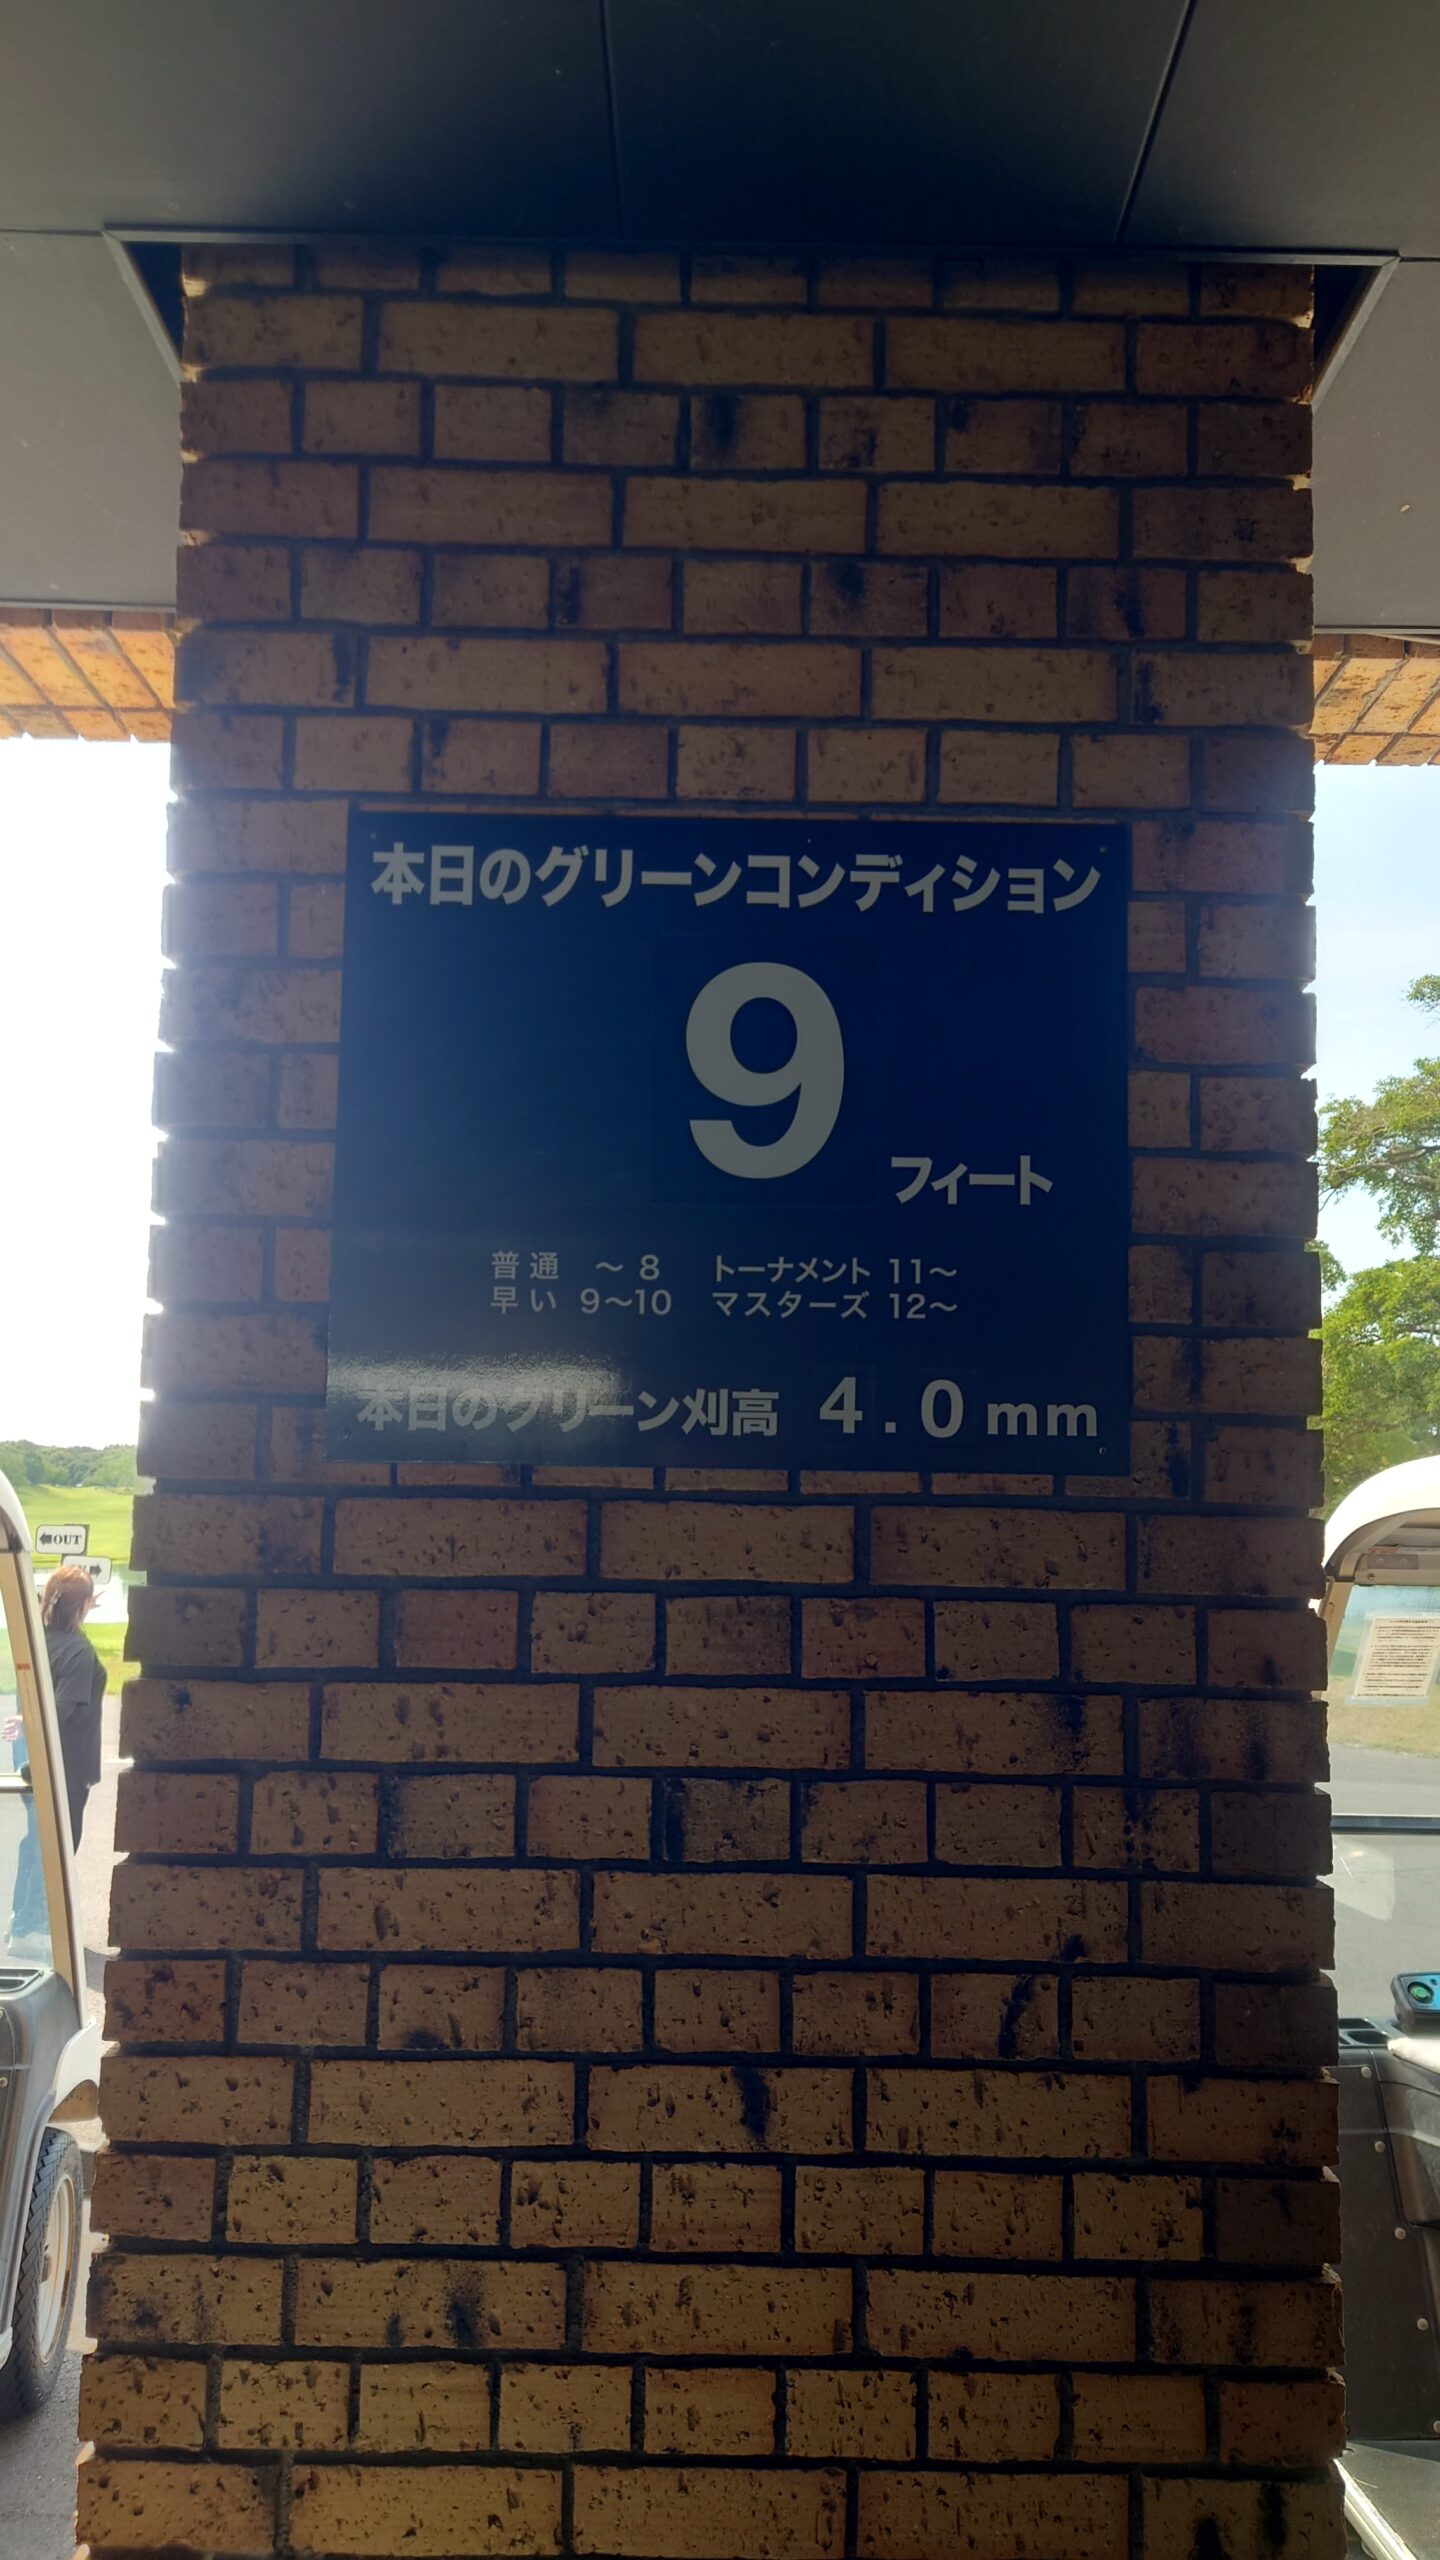 本日のグリーンコンディション
9
フィート
普通 ～8 トーナメント 11～
早い 9～10 マスターズ 12～
本日のグリーン刈高 4.0mm
OUT